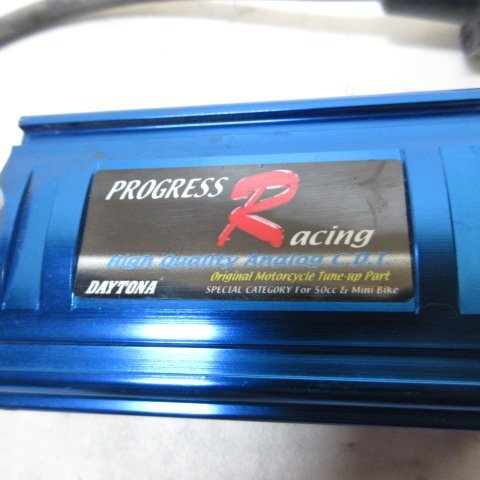 PROGRESS
Racing
High Quality Analog C.D.I
Original Motorcycle Tune-up Part
DAYTONA SPECIAL CATEGORY For 50cc & Mini Bike